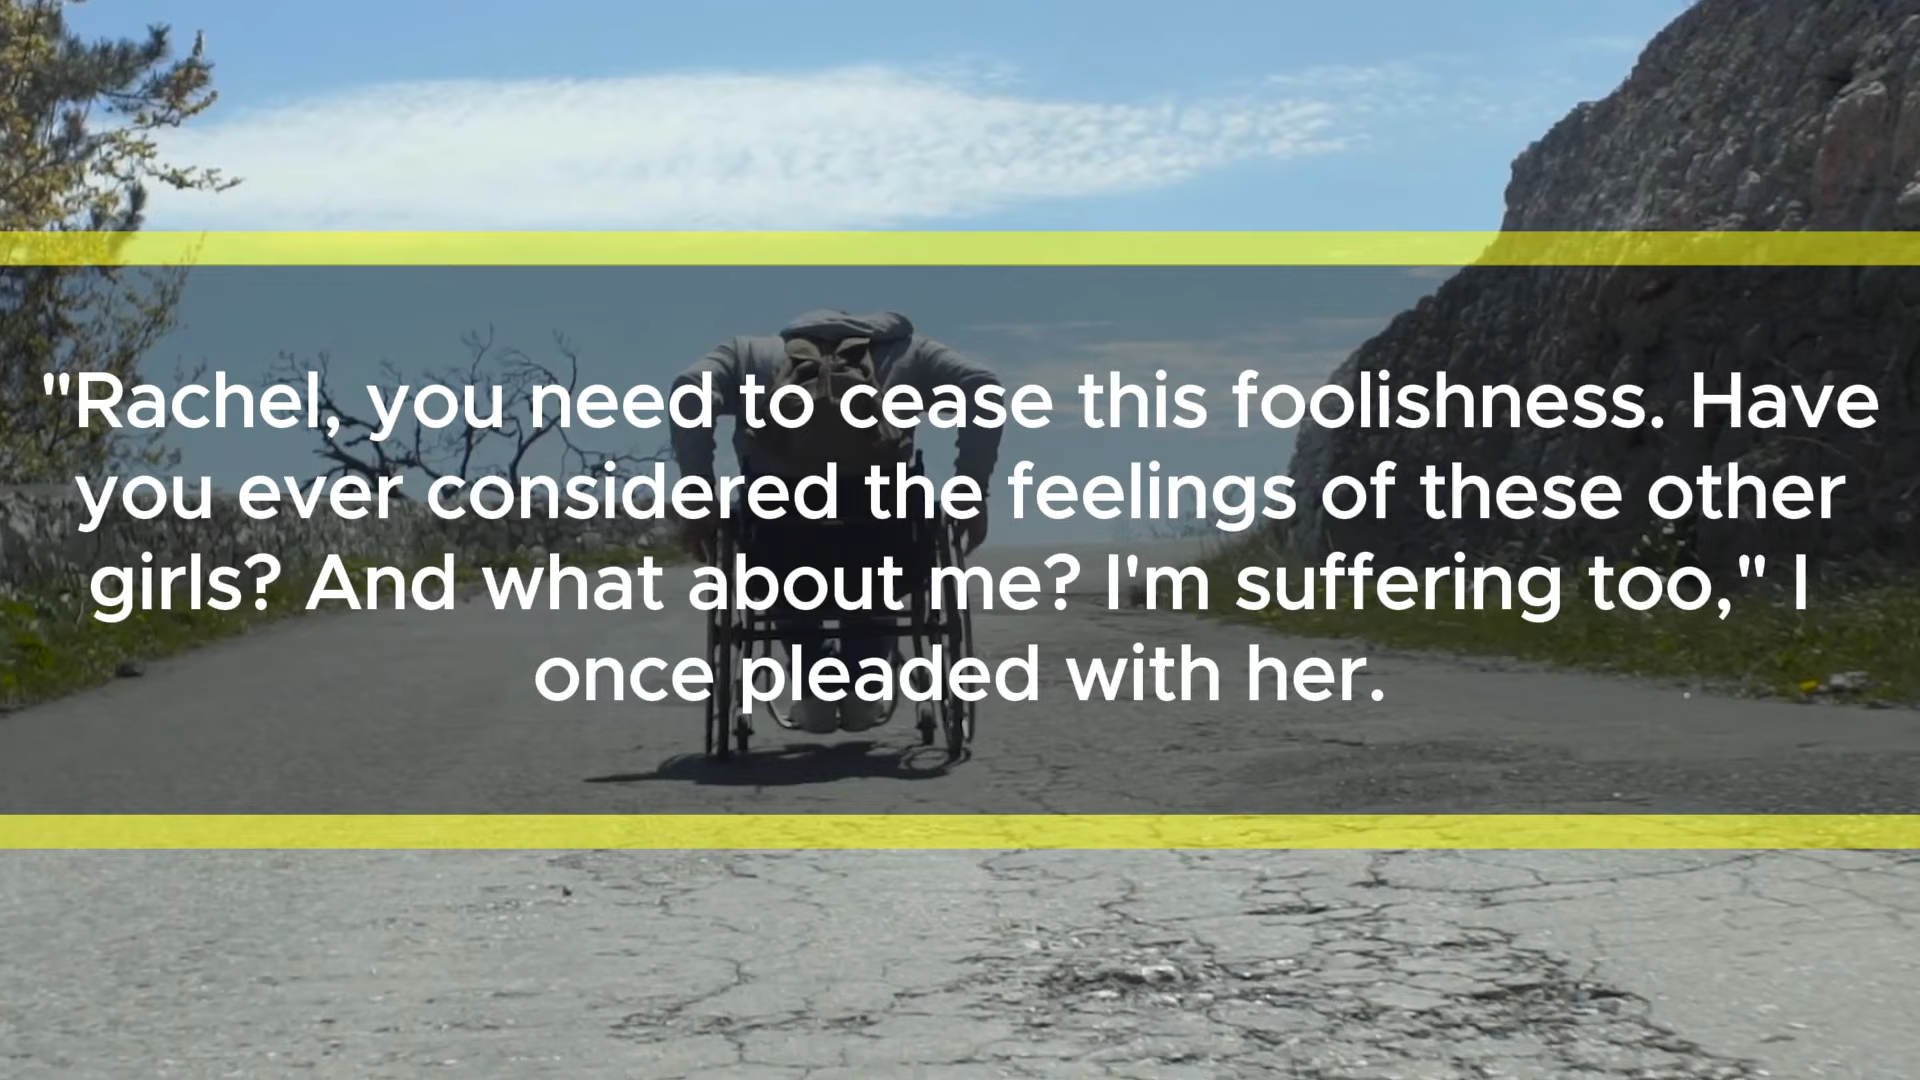 "Rachel, you need to cease this foolishness. Have
you ever considered the feelings of these other
girls? And what about me? I'm suffering too," I
once pleaded with her.